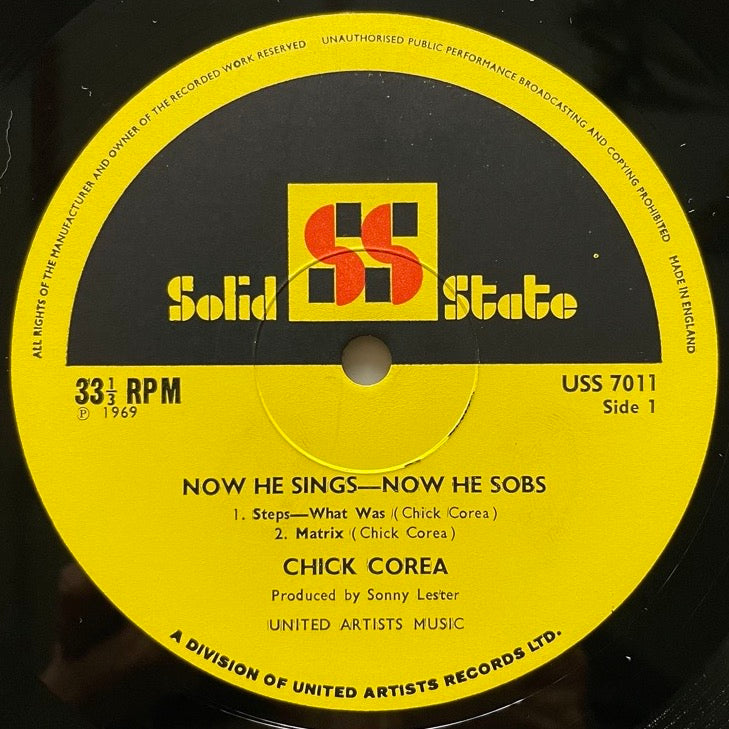 ALL RIGHTS OF THE MANUFACTURER AND OWNER OF THE RECORDED WORK RESERVED UNAUTHORISED PUBLIC PERFORMANCE BROADCASTING AND COPYING PROHIBITED MADE IN ENGLAND
SS
Solid State
33 1/3 RPM
USS 7011
℗ 1969
Side 1
NOW HE SINGS—NOW HE SOBS
1. Steps—What Was (Chick Corea)
2. Matrix (Chick Corea)
CHICK COREA
Produced by Sonny Lester
UNITED ARTISTS MUSIC
A DIVISION OF UNITED ARTISTS RECORDS LTD.